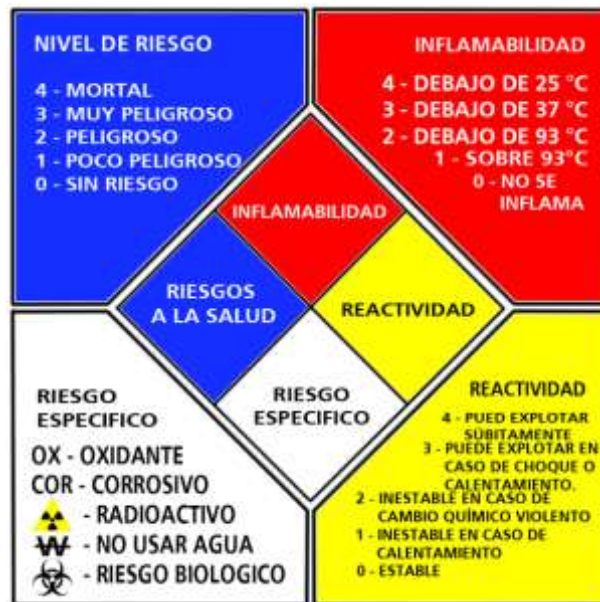 NIVEL DE RIESGO
4 - MORTAL
3 - MUY PELIGROSO
2 - PELIGROSO
1 - POCO PELIGROSO
0 - SIN RIESGO
INFLAMABILIDAD
4 - DEBAJO DE 25 °C
3 - DEBAJO DE 37 °C
2 - DEBAJO DE 93 °C
1 - SOBRE 93°C
0 - NO SE
INFLAMA
INFLAMABILIDAD
RIESGOS
A LA SALUD
REACTIVIDAD
RIESGO
ESPECIFICO
RIESGO
ESPECIFICO
OX - OXIDANTE
COR - CORROSIVO
- RADIOACTIVO
W - NO USAR AGUA
- RIESGO BIOLOGICO
REACTIVIDAD
4 - PUED EXPLOTAR
SÚBITAMENTE
3 - PUEDE EXPLOTAR EN
CASO DE CHOQUE O
CALENTAMIENTO.
2 - INESTABLE EN CASO DE
CAMBIO QUÍMICO VIOLENTO
1 - INESTABLE EN CASO DE
CALENTAMIENTO
0 - ESTABLE